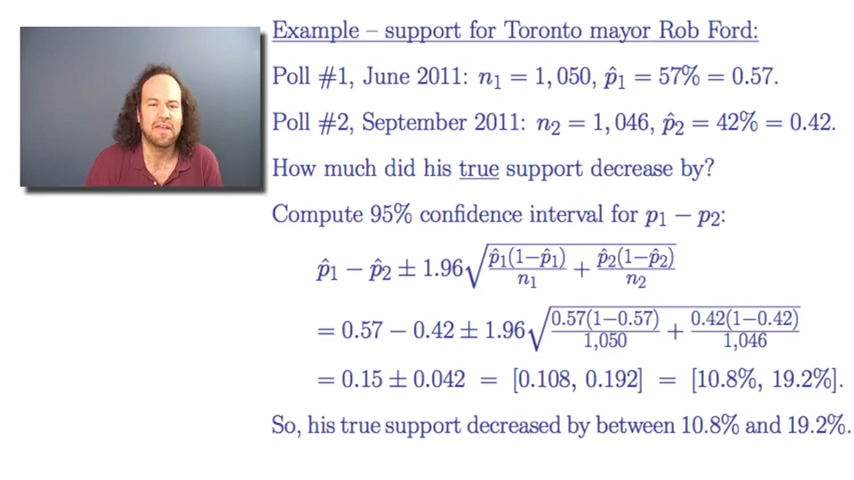 Example – support for Toronto mayor Rob Ford:
Poll #1, June 2011: n₁ = 1,050, p̂₁ = 57% = 0.57.
Poll #2, September 2011: n₂ = 1,046, p̂₂ = 42% = 0.42.
How much did his true support decrease by?
Compute 95% confidence interval for p₁ − p₂:
p̂₁ − p̂₂ ± 1.96√(p̂₁(1−p̂₁)/n₁ + p̂₂(1−p̂₂)/n₂)
= 0.57 − 0.42 ± 1.96√(0.57(1−0.57)/1,050 + 0.42(1−0.42)/1,046)
= 0.15 ± 0.042 = [0.108, 0.192] = [10.8%, 19.2%].
So, his true support decreased by between 10.8% and 19.2%.